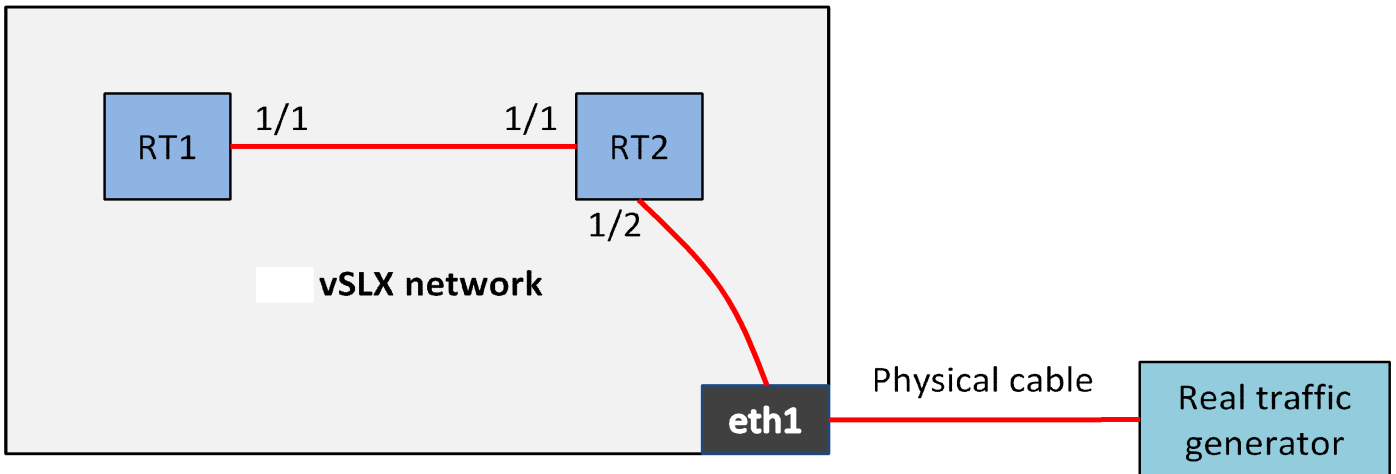 RT1
1/1
1/1
RT2
1/2
vSLX network
eth1
Physical cable
Real traffic
generator